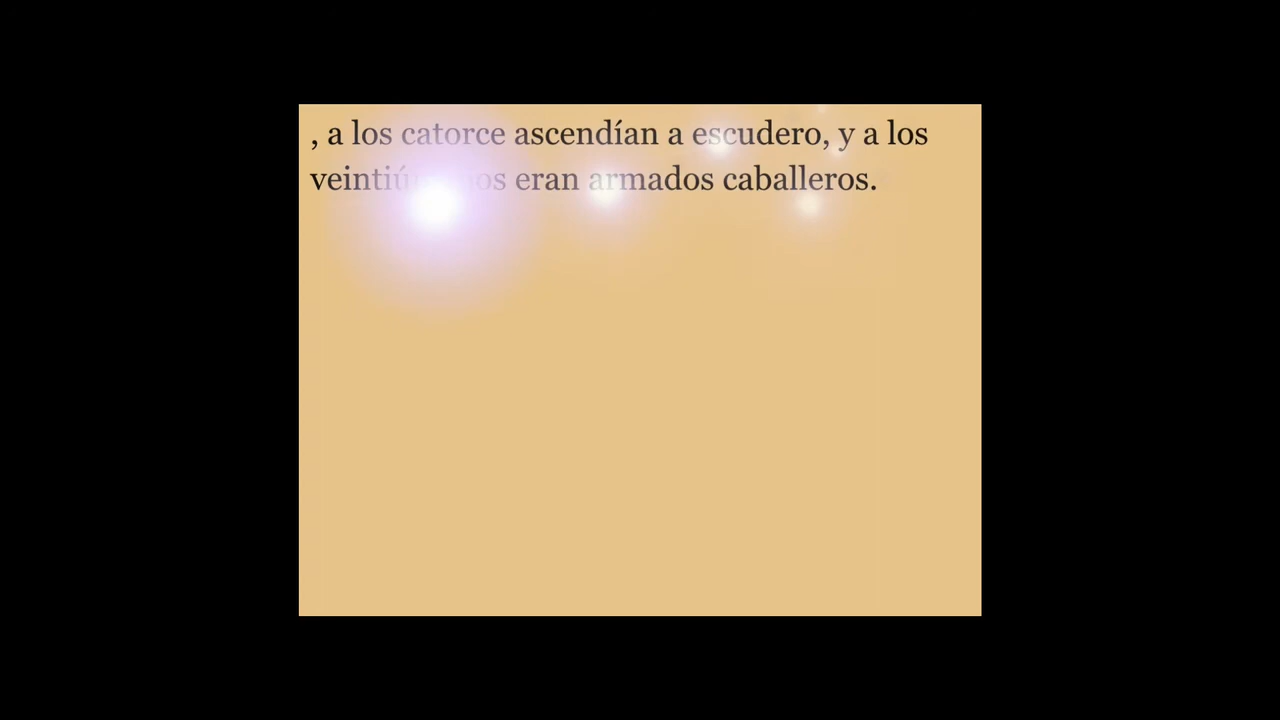 , a los catorce ascendían a escudero, y a los
eran armados caballeros.